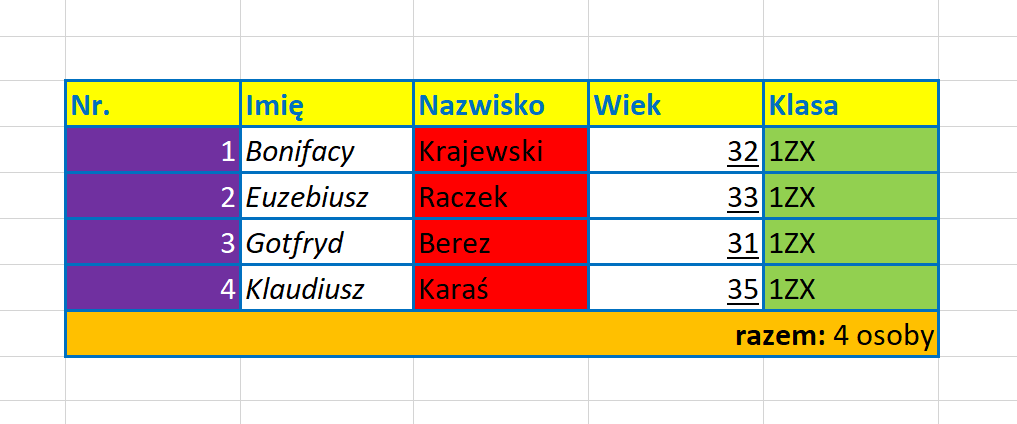 Nr. Imię Nazwisko Wiek Klasa
1 Bonifacy Krajewski 32 1ZX
2 Euzebiusz Raczek 33 1ZX
3 Gotfryd Berez 31 1ZX
4 Klaudiusz Karaś 35 1ZX
razem: 4 osoby